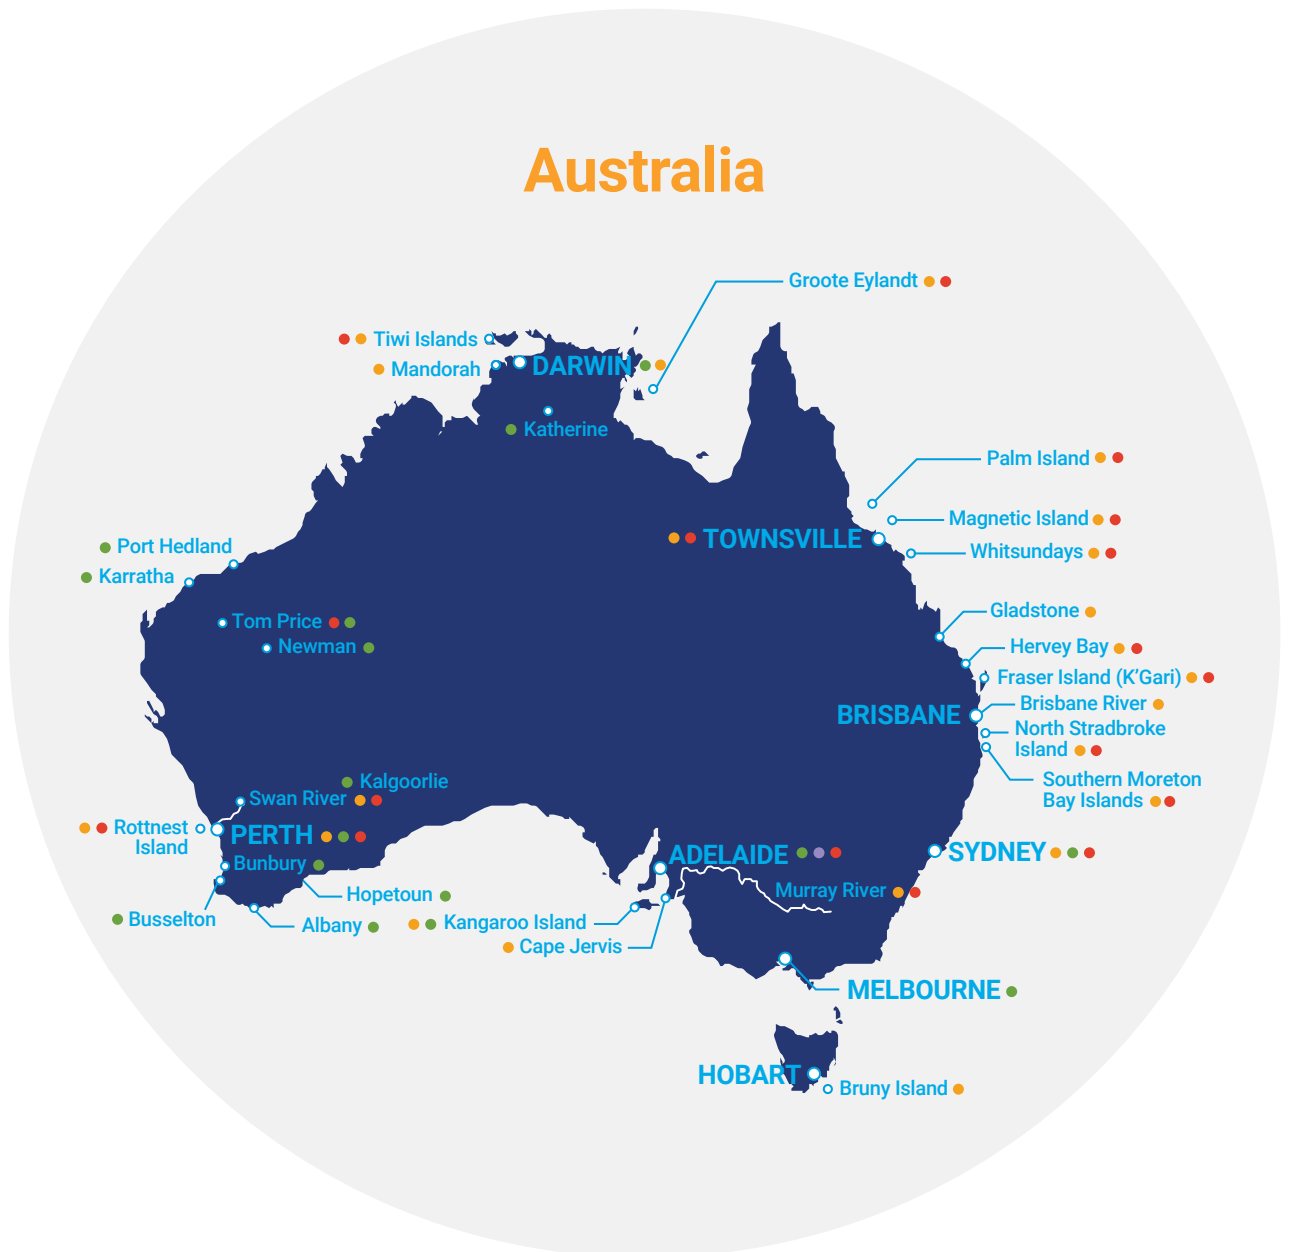 Australia
Groote Eylandt
Tiwi Islands
Mandorah
DARWIN
Katherine
Palm Island
Magnetic Island
TOWNSVILLE
Whitsundays
Port Hedland
Karratha
Tom Price
Newman
Gladstone
Hervey Bay
Fraser Island (K'Gari)
Brisbane River
BRISBANE
North Stradbroke
Island
Southern Moreton
Bay Islands
Kalgoorlie
Swan River
Rottnest
Island
PERTH
Bunbury
Hopetoun
Busselton
Albany
ADELAIDE
SYDNEY
Murray River
Kangaroo Island
Cape Jervis
MELBOURNE
HOBART
Bruny Island